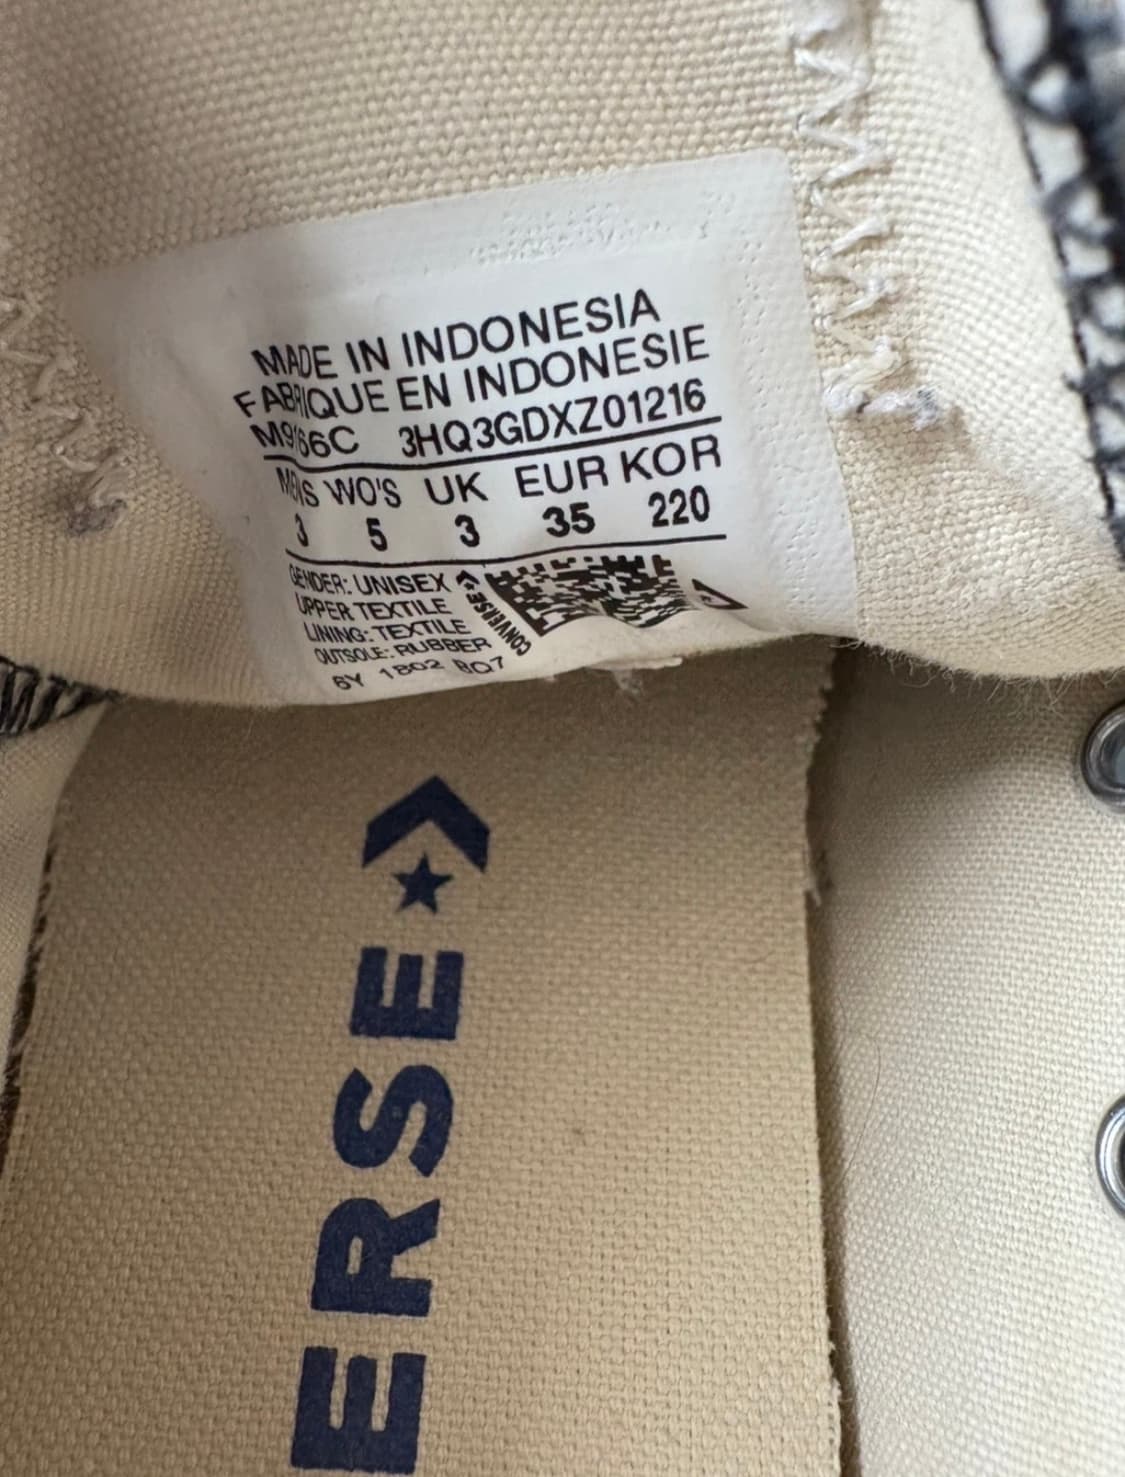 MADE IN INDONESIA
FABRIQUE EN INDONESIE
M9166C 3HQ3GDXZ01216
MENS WO'S UK EUR KOR
3 5 3 35 220
GENDER: UNISEX
UPPER TEXTILE
LINING: TEXTILE
OUTSOLE: RUBBER
CONVERSE
6Y 1802 BQ7
ERSE